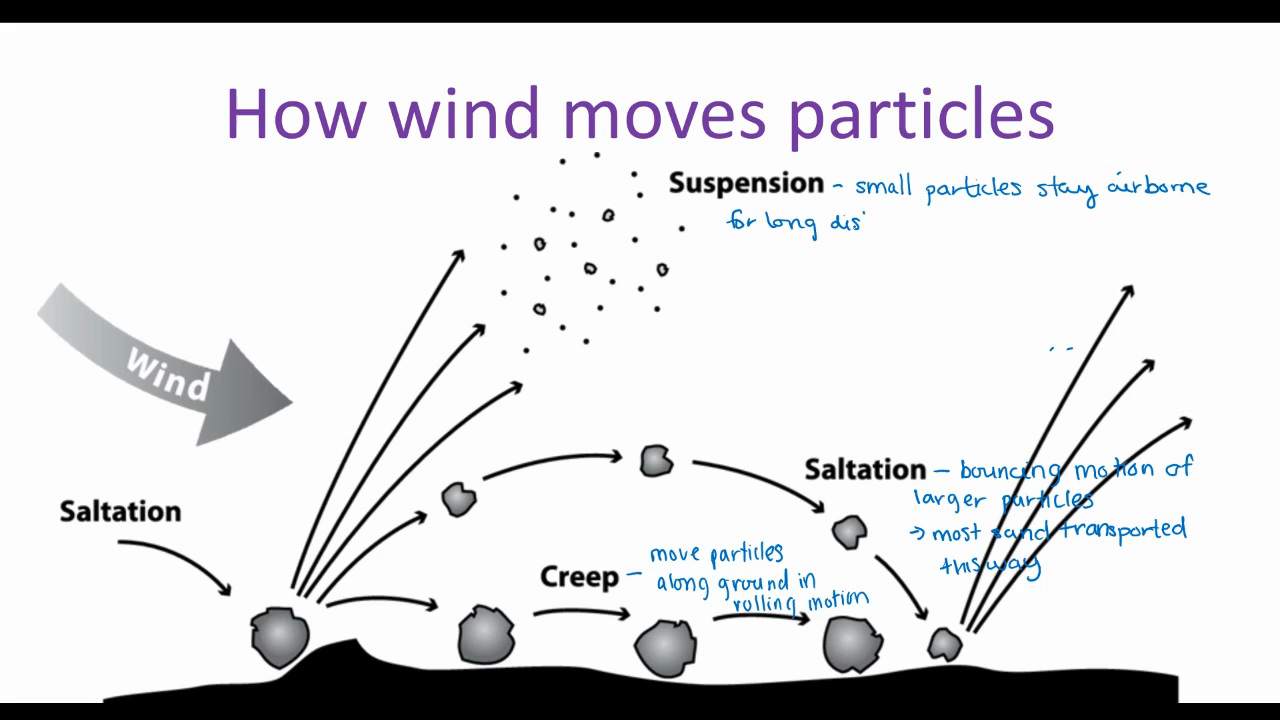 How wind moves particles
Suspension - small particles stay airborne
for long dis
Wind
Saltation
Saltation - bouncing motion of
larger particles
→ most sand transported
this way
Creep - move particles
along ground in
rolling motion